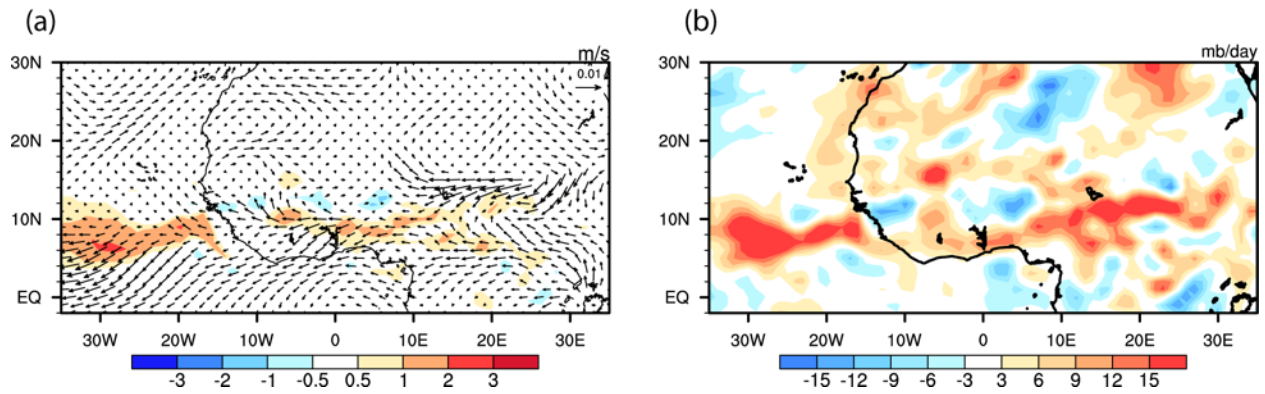 (a)
(b)
m/s
0.01
mb/day
30N
20N
10N
EQ
30W 20W 10W 0 10E 20E 30E
-3 -2 -1 -0.5 0.5 1 2 3
30N
20N
10N
EQ
30W 20W 10W 0 10E 20E 30E
-15 -12 -9 -6 -3 3 6 9 12 15